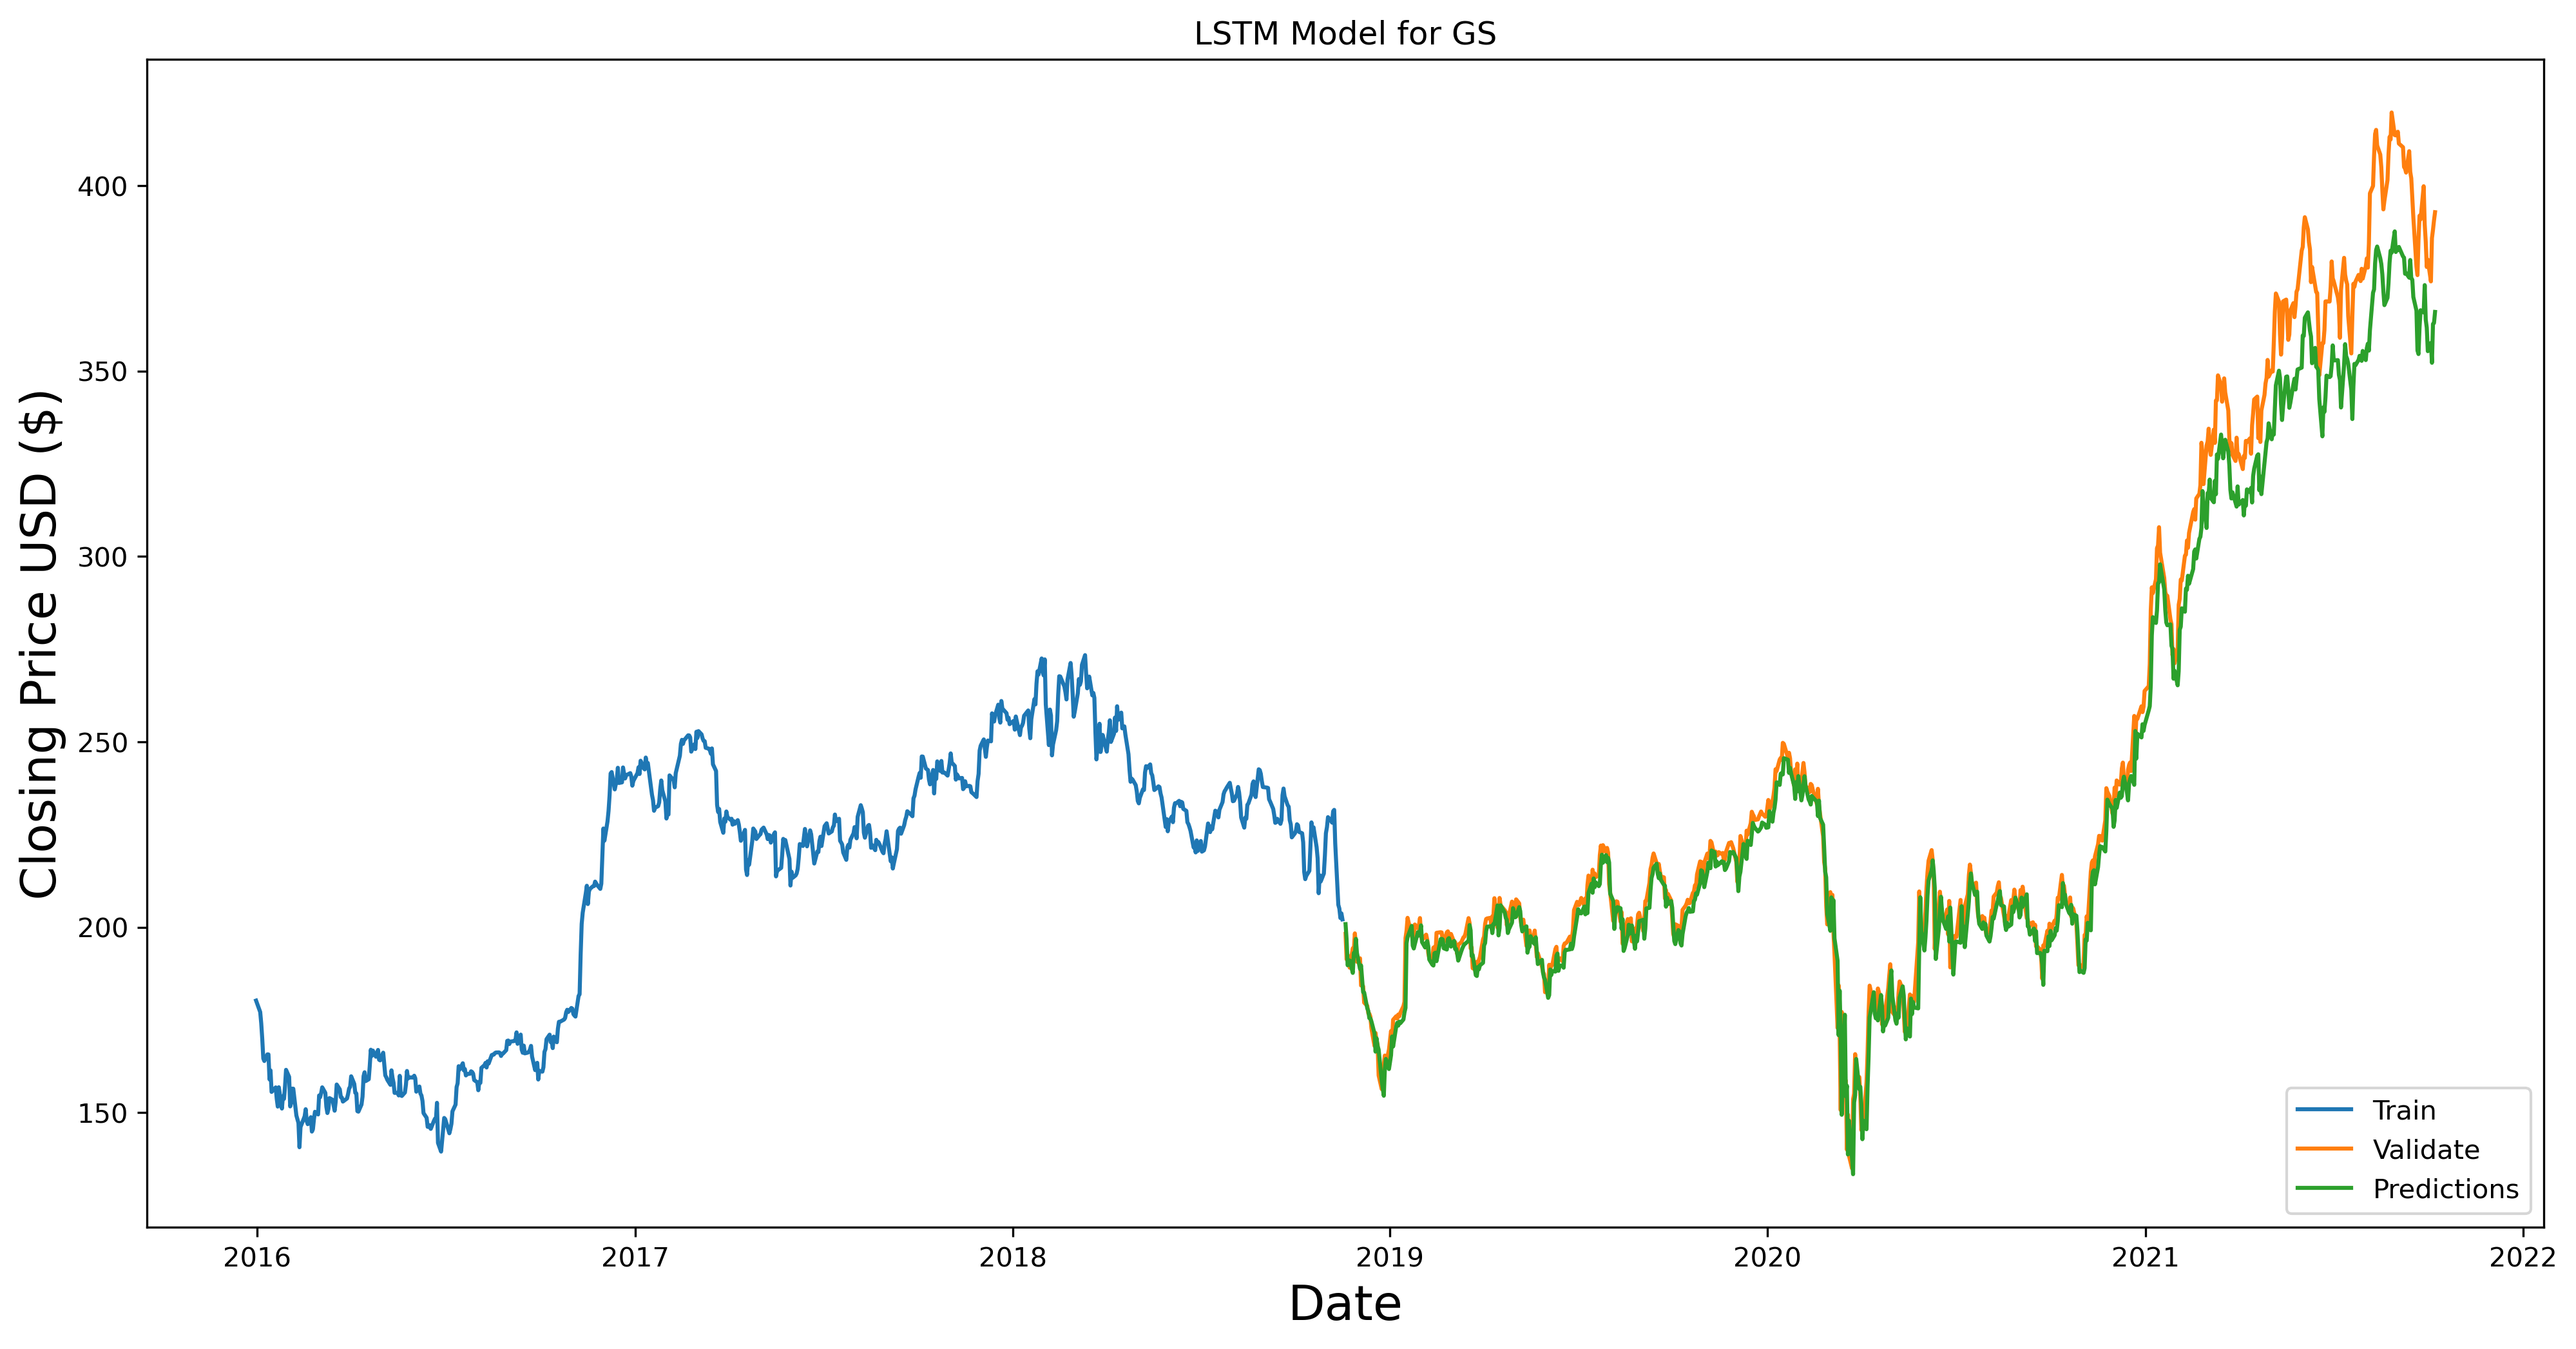 LSTM Model for GS
Closing Price USD ($)
400
350
300
250
200
150
2016 2017 2018 2019 2020 2021 2022
Date
Train
Validate
Predictions